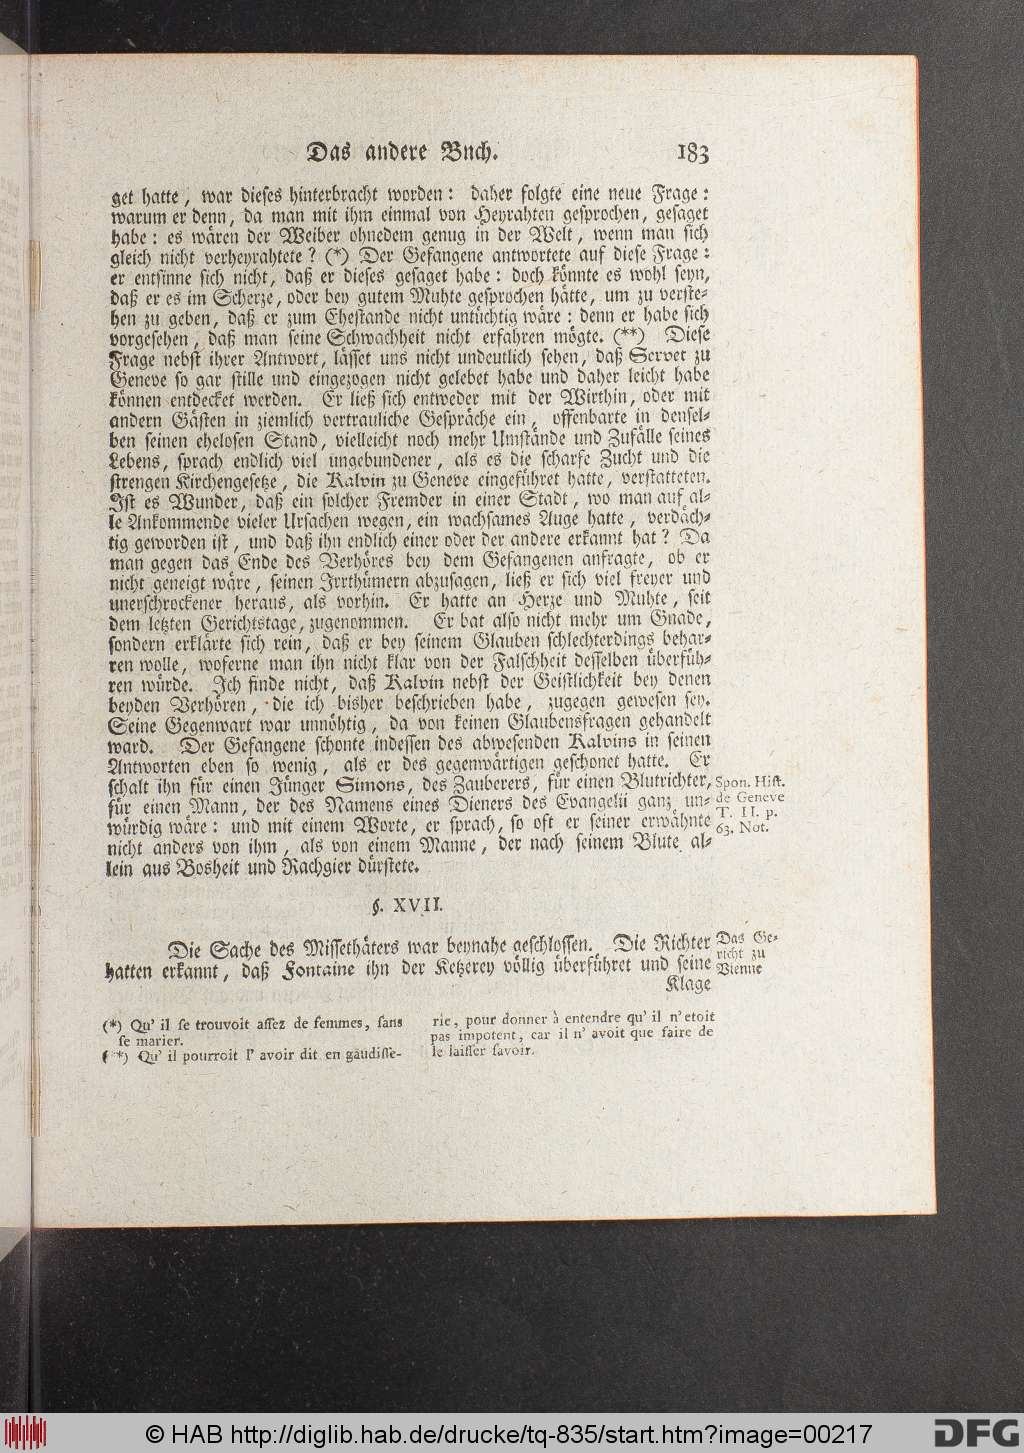 Das andere Buch. 183
get hatte, war dieses hinterbracht worden: daher folgte eine neue Frage:
warum er denn, da man mit ihm einmal von Heyrahten gesprochen, gesaget
habe: es wären der Weiber ohnedem genug in der Welt, wenn man sich
gleich nicht verheyrahtete? (*) Der Gefangene antwortete auf diese Frage:
er entsinne sich nicht, daß er dieses gesaget habe: doch könnte es wohl seyn,
daß er es im Scherze, oder bey gutem Muhte gesprochen hätte, um zu verste-
hen zu geben, daß er zum Ehestande nicht untüchtig wäre: denn er habe sich
vorgesehen, daß man seine Schwachheit nicht erfahren mögte. (**) Diese
Frage nebst ihrer Antwort, lässet uns nicht undeutlich sehen, daß Servet zu
Geneve so gar stille und eingezogen nicht gelebet habe und daher leicht habe
können entdecket werden. Er ließ sich entweder mit der Wirthin, oder mit
andern Gästen in ziemlich vertrauliche Gespräche ein, offenbarte in densel-
ben seinen ehelosen Stand, vielleicht noch mehr Umstände und Zufälle seines
Lebens, sprach endlich viel ungebundener, als es die scharfe Zucht und die
strengen Kirchengesetze, die Kalvin zu Geneve eingeführet hatte, verstatteten.
Ist es Wunder, daß ein solcher Fremder in einer Stadt, wo man auf al-
le Ankommende vieler Ursachen wegen, ein wachsames Auge hatte, verdäch-
tig geworden ist, und daß ihn endlich einer oder der andere erkannt hat? Da
man gegen das Ende des Verhöres bey dem Gefangenen anfragte, ob er
nicht geneigt wäre, seinen Irrthümern abzusagen, ließ er sich viel freyer und
unerschrockener heraus, als vorhin. Er hatte an Herze und Muhte, seit
dem letzten Gerichtstage, zugenommen. Er bat also nicht mehr um Gnade,
sondern erklärte sich rein, daß er bey seinem Glauben schlechterdings behar-
ren wolle, woferne man ihn nicht klar von der Falschheit desselben überfüh-
ren würde. Ich finde nicht, daß Kalvin nebst der Geistlichkeit bey denen
beyden Verhören, die ich bisher beschrieben habe, zugegen gewesen sey.
Seine Gegenwart war unnöhtig, da von keinen Glaubensfragen gehandelt
ward. Der Gefangene schonte indessen des abwesenden Kalvins in seinen
Antworten eben so wenig, als er des gegenwärtigen geschonet hatte. Er
schalt ihn für einen Jünger Simons, des Zauberers, für einen Blutrichter,
für einen Mann, der des Namens eines Dieners des Evangelii ganz un-
würdig wäre: und mit einem Worte, er sprach, so oft er seiner erwähnte
nicht anders von ihm, als von einem Manne, der nach seinem Blute al-
lein aus Bosheit und Rachgier dürstete.
Spon. Hist.
de Geneve
T. II. p.
63. Not.
§. XVII.
Die Sache des Missethäters war beynahe geschlossen. Die Richter
hatten erkannt, daß Fontaine ihn der Ketzerey völlig überführet und seine
Klage
Das Ge-
richt zu
Vienne
(*) Qu' il se trouvoit assez de femmes, sans
se marier.
(**) Qu' il pourroit l' avoir dit en gaudisse-
rie, pour donner à entendre qu' il n' etoit
pas impotent, car il n' avoit que faire de
le laisser savoir.
© HAB http://diglib.hab.de/drucke/tq-835/start.htm?image=00217
DFG